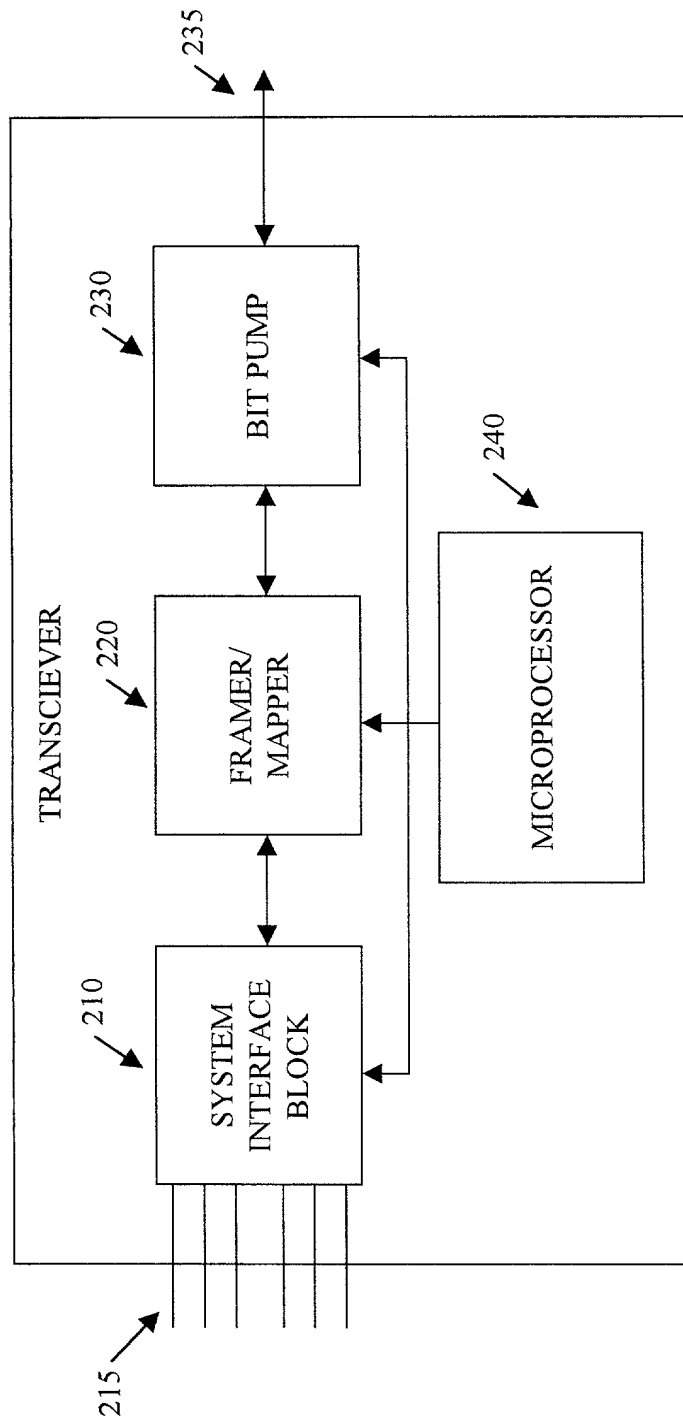 TRANSCIEVER
215
210
SYSTEM
INTERFACE
BLOCK
220
FRAMER/
MAPPER
230
BIT PUMP
235
240
MICROPROCESSOR